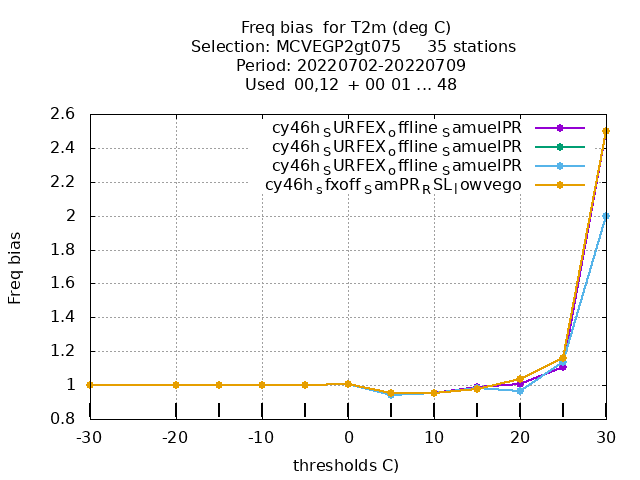 Freq bias  for T2m (deg C)
Selection: MCVEGP2gt075     35 stations
Period: 20220702-20220709
Used  00,12  + 00 01 ... 48
2.6
2.4
2.2
2
1.8
1.6
1.4
1.2
1
0.8
Freq bias
cy46h_SURFEX_offline_SamuelPR
cy46h_SURFEX_offline_SamuelPR
cy46h_SURFEX_offline_SamuelPR
cy46h_sfxoff_SamPR_RSL_lowvego
-30 -20 -10 0 10 20 30
thresholds C)